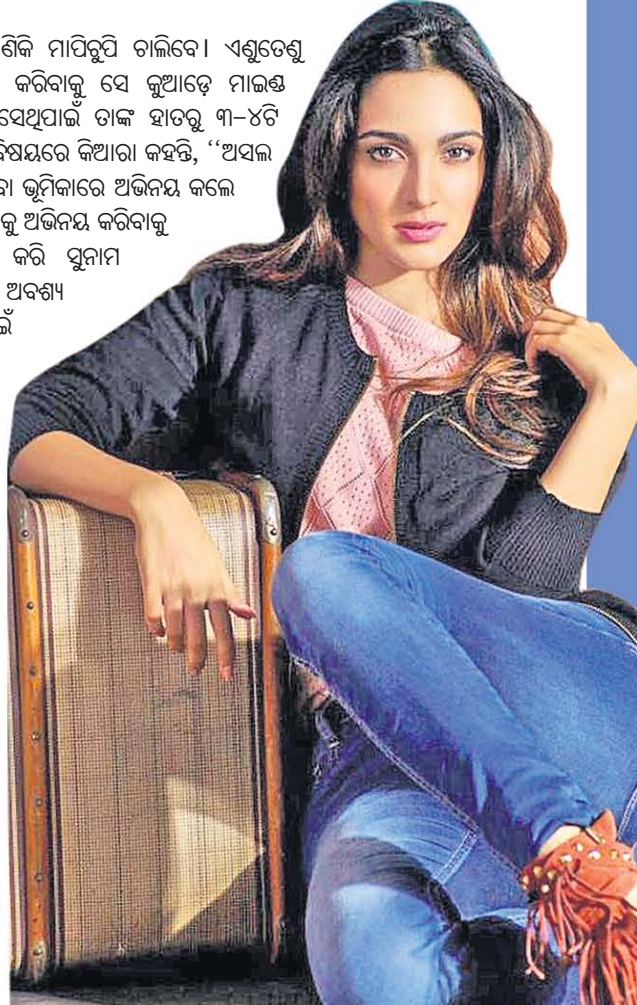 ଣିକି ମାପିଚୁପି ଚାଲିବେ। ଏଣୁତେଣୁ
କରିବାକୁ ସେ କୁଆଡ଼େ ମାଇଣ୍ଡ
ସେଥିପାଇଁ ତାଙ୍କ ହାତରୁ ୩-୪ଟି
ବିଷୟରେ କିଆରା କହନ୍ତି, ‘‘ଅସଲ
ବା ଭୂମିକାରେ ଅଭିନୟ କଲେ
କୁ ଅଭିନୟ କରିବାକୁ
କରି ସୁନାମ
ଅବଶ୍ୟ